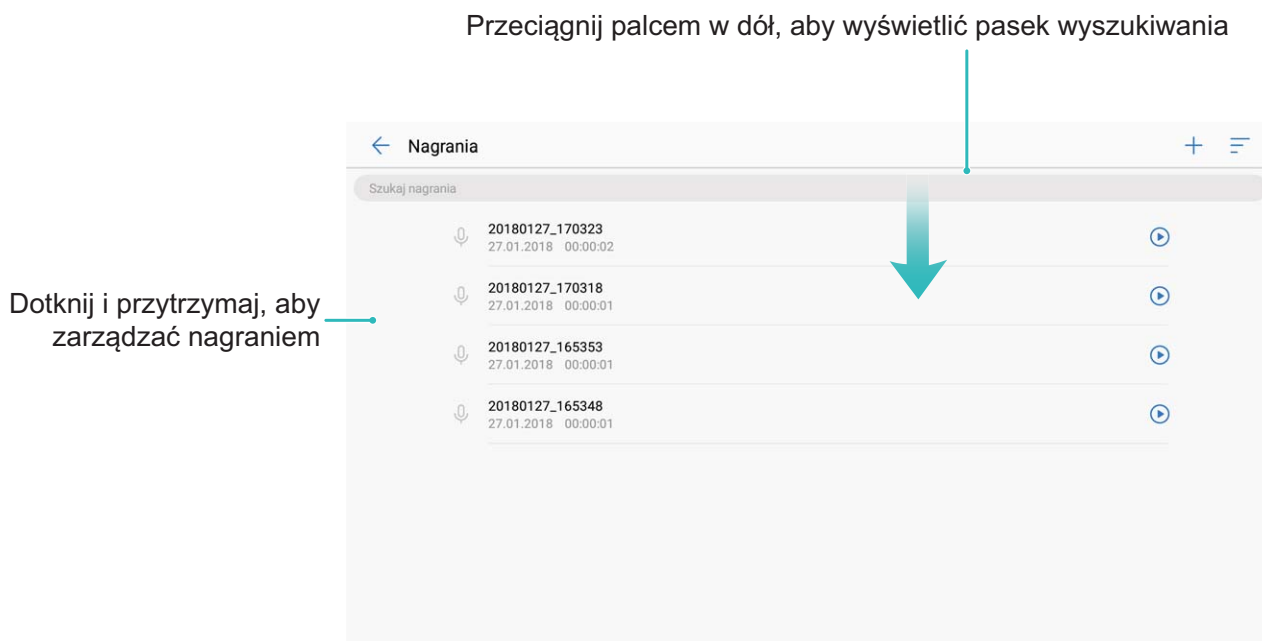 Przeciągnij palcem w dół, aby wyświetlić pasek wyszukiwania
Nagrania
Szukaj nagrania
20180127_170323
27.01.2018 00:00:02
20180127_170318
27.01.2018 00:00:01
Dotknij i przytrzymaj, aby
zarządzać nagraniem
20180127_165353
27.01.2018 00:00:01
20180127_165348
27.01.2018 00:00:01